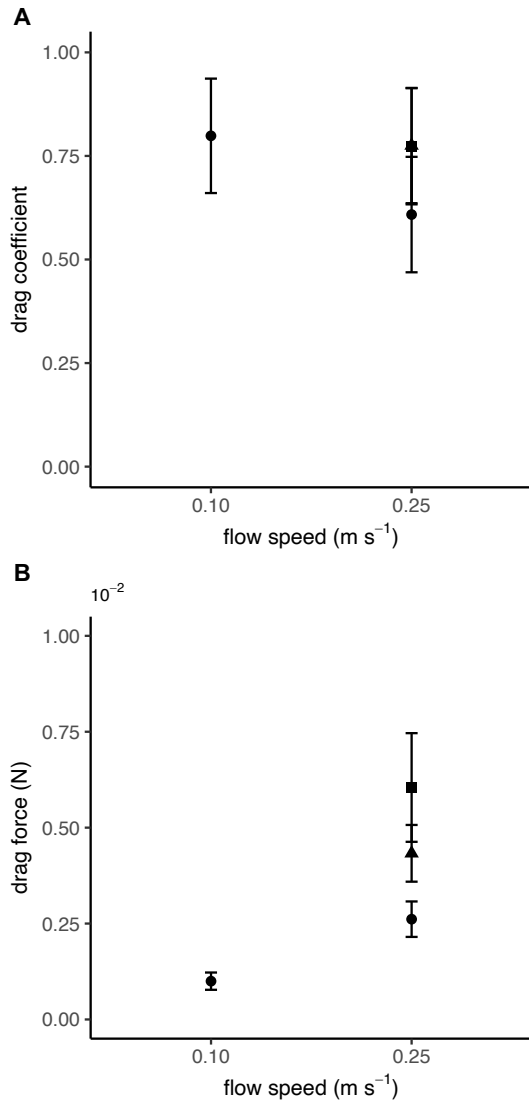 A
1.00
0.75
0.50
0.25
0.00
drag coefficient
0.10 0.25
flow speed (m s⁻¹)
B
10⁻²
1.00
0.75
0.50
0.25
0.00
drag force (N)
0.10 0.25
flow speed (m s⁻¹)